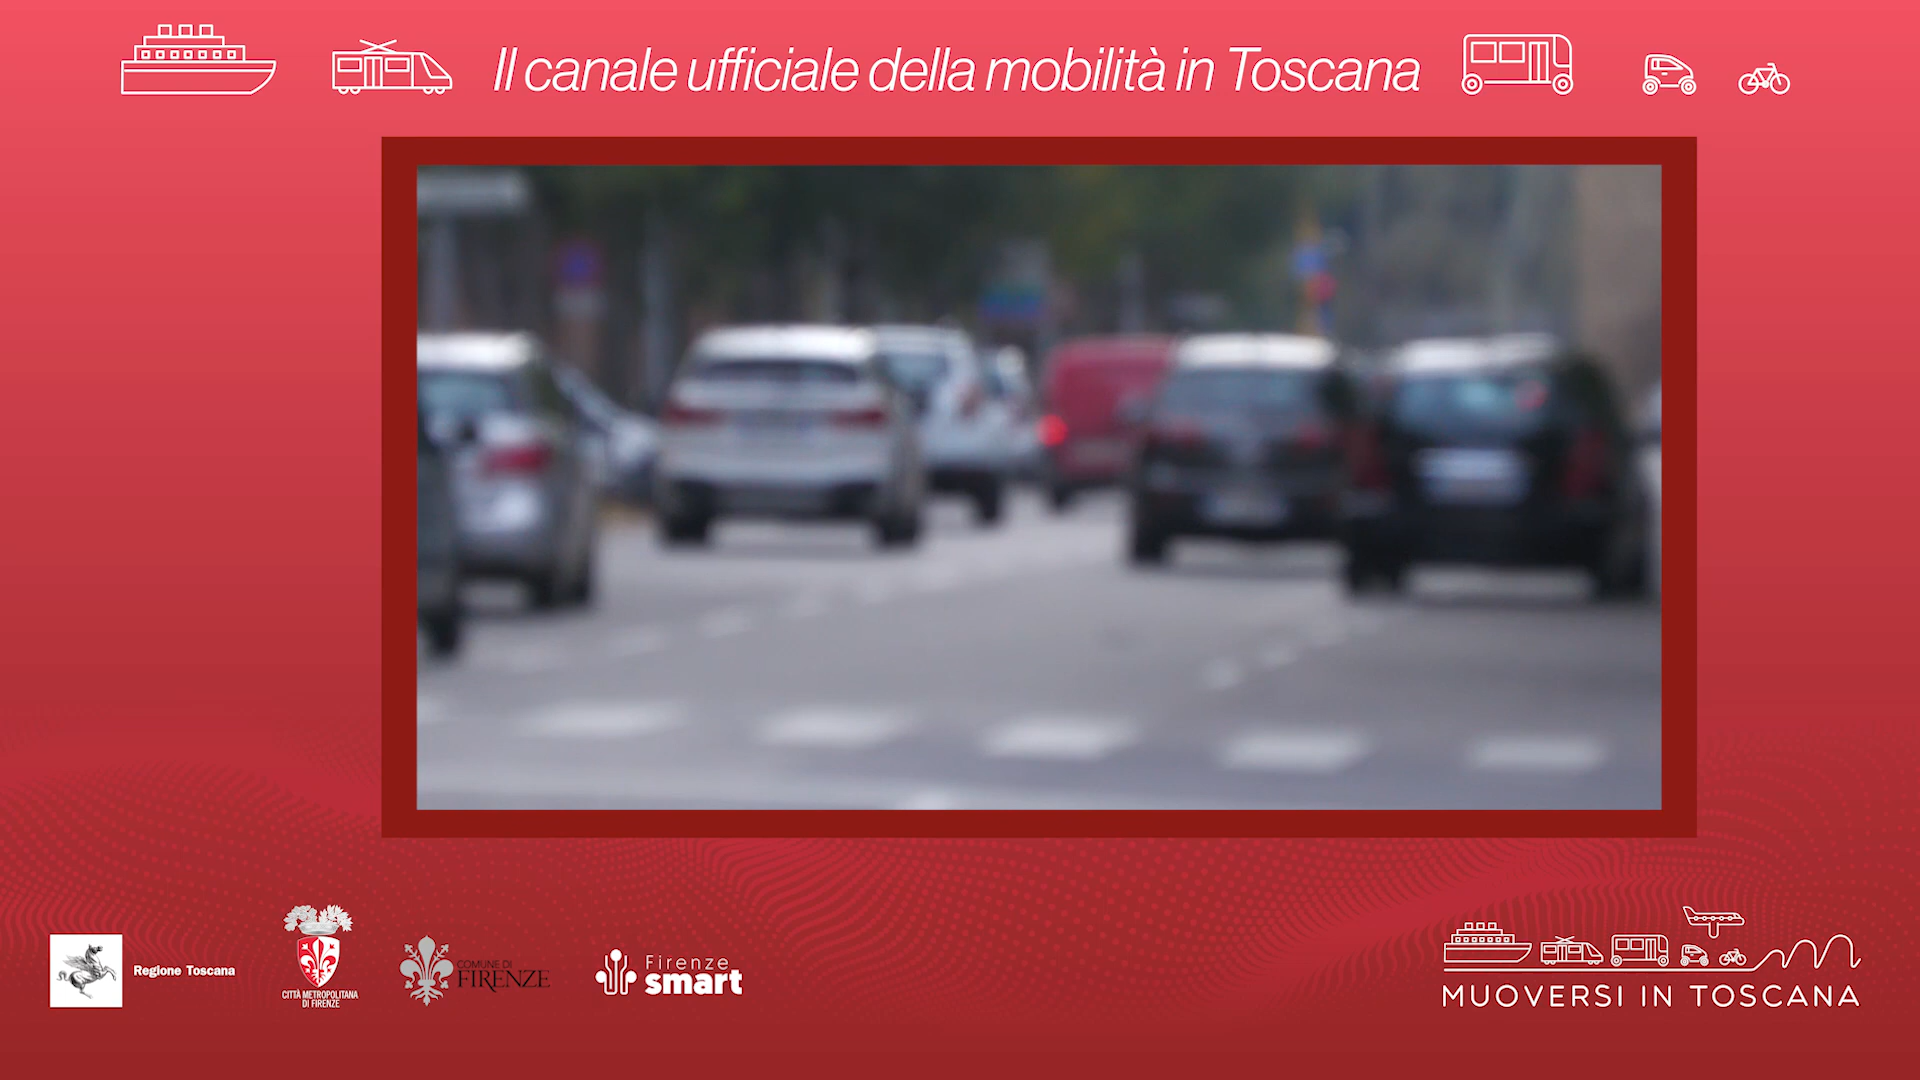 Il canale ufficiale della mobilità in Toscana
Regione Toscana
CITTÀ METROPOLITANA
DI FIRENZE
COMUNE DI
FIRENZE
Firenze
smart
MUOVERSI IN TOSCANA